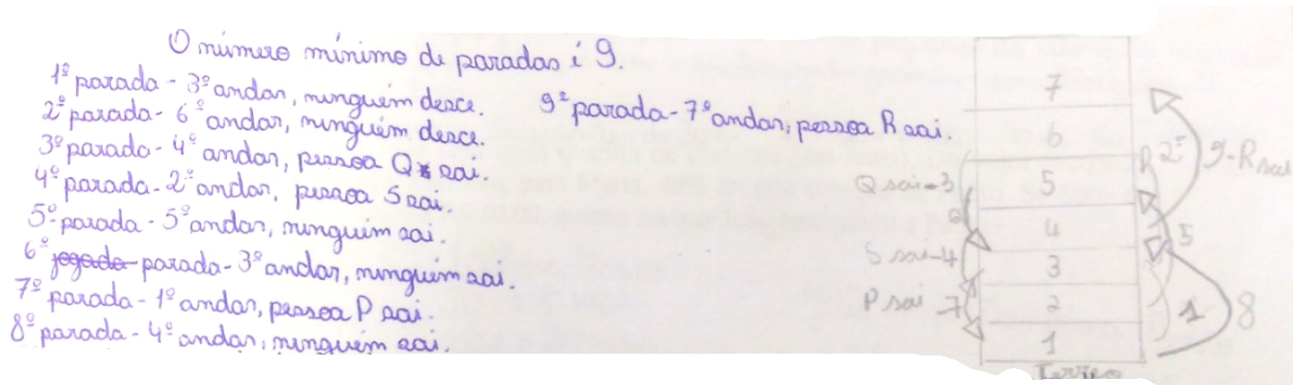 O número mínimo de paradas é 9.
1ª parada - 3º andar, ninguém desce.
2ª parada - 6º andar, ninguém desce.
3ª parada - 4º andar, pessoa Q sai.
4ª parada - 2º andar, pessoa S sai.
5ª parada - 5º andar, ninguém sai.
6ª jogada parada - 3º andar, ninguém sai.
7ª parada - 1º andar, pessoa P sai.
8ª parada - 4º andar, ninguém sai.
9ª parada - 7º andar, pessoa R sai.
7
6
5
4
3
2
1
Terreo
Q sai-3
S sai-4
P sai-7
R 2ª
9-R sai
5
1
8